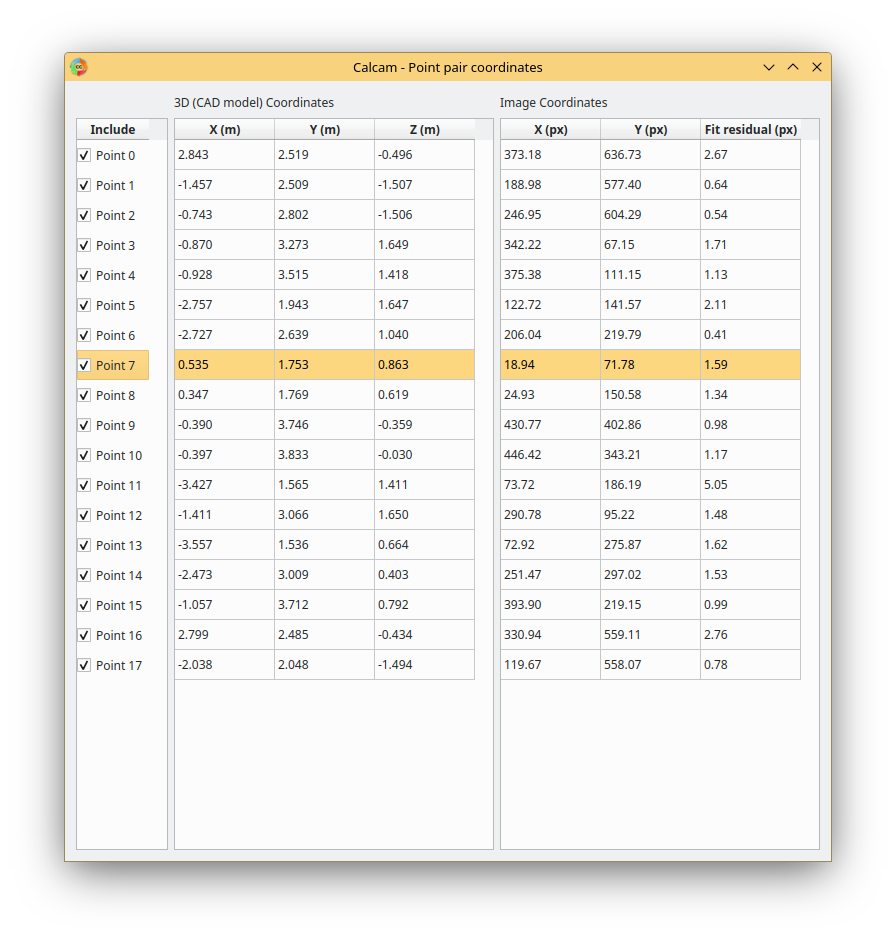 Calcam - Point pair coordinates
3D (CAD model) Coordinates Image Coordinates
Include X (m) Y (m) Z (m) X (px) Y (px) Fit residual (px)
Point 0 2.843 2.519 -0.496 373.18 636.73 2.67
Point 1 -1.457 2.509 -1.507 188.98 577.40 0.64
Point 2 -0.743 2.802 -1.506 246.95 604.29 0.54
Point 3 -0.870 3.273 1.649 342.22 67.15 1.71
Point 4 -0.928 3.515 1.418 375.38 111.15 1.13
Point 5 -2.757 1.943 1.647 122.72 141.57 2.11
Point 6 -2.727 2.639 1.040 206.04 219.79 0.41
Point 7 0.535 1.753 0.863 18.94 71.78 1.59
Point 8 0.347 1.769 0.619 24.93 150.58 1.34
Point 9 -0.390 3.746 -0.359 430.77 402.86 0.98
Point 10 -0.397 3.833 -0.030 446.42 343.21 1.17
Point 11 -3.427 1.565 1.411 73.72 186.19 5.05
Point 12 -1.411 3.066 1.650 290.78 95.22 1.48
Point 13 -3.557 1.536 0.664 72.92 275.87 1.62
Point 14 -2.473 3.009 0.403 251.47 297.02 1.53
Point 15 -1.057 3.712 0.792 393.90 219.15 0.99
Point 16 2.799 2.485 -0.434 330.94 559.11 2.76
Point 17 -2.038 2.048 -1.494 119.67 558.07 0.78